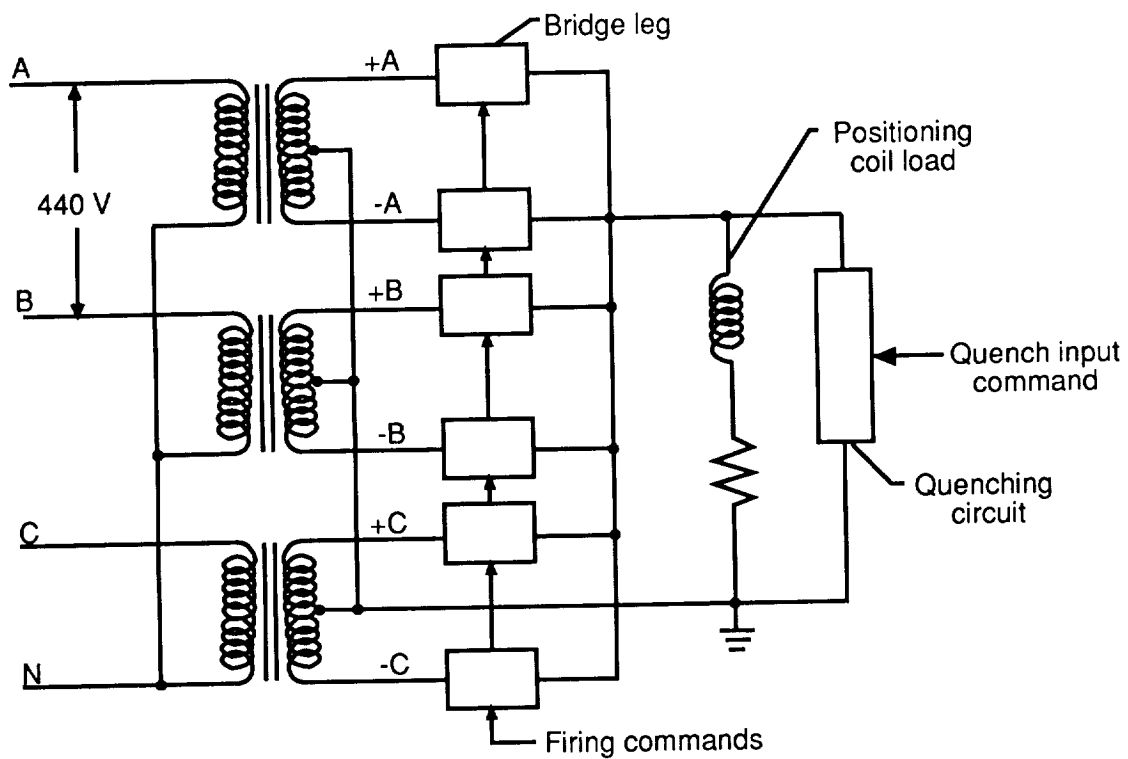 Bridge leg
A
+A
Positioning
coil load
440 V
-A
B
+B
Quench input
command
-B
Quenching
circuit
C
+C
N
-C
Firing commands